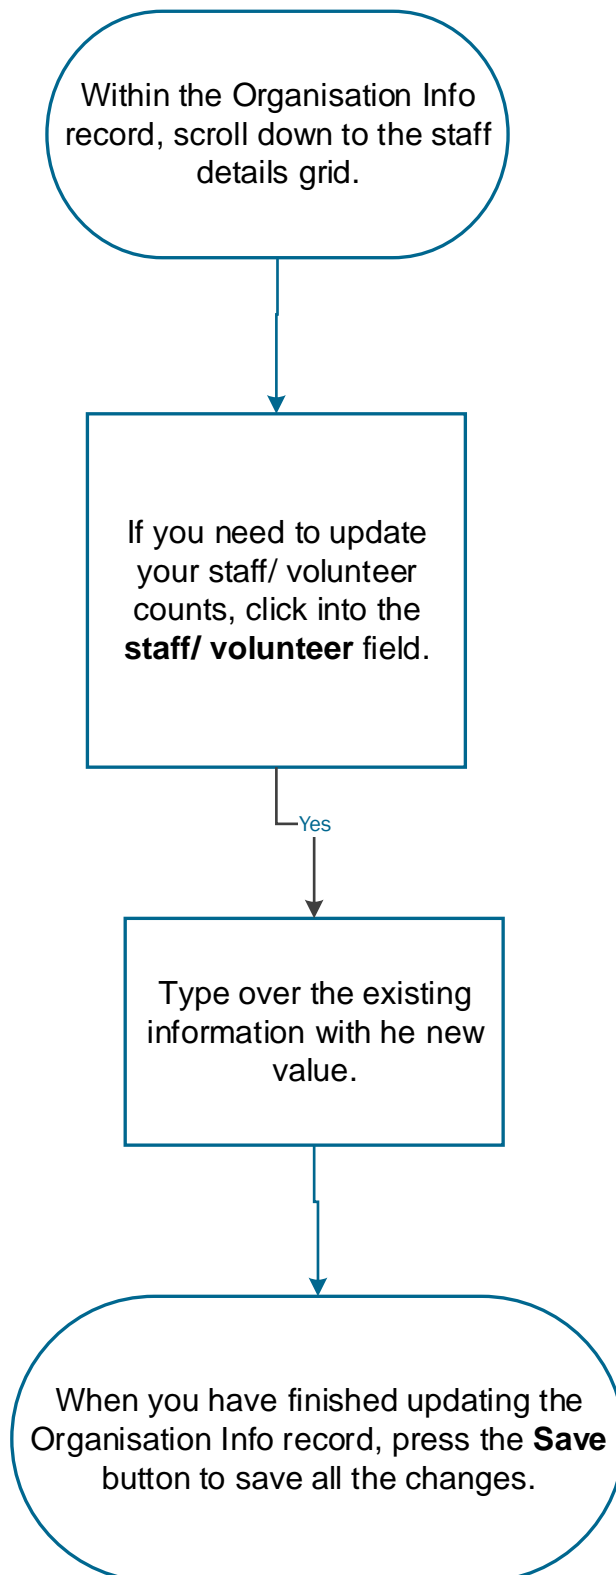 Within the Organisation Info
record, scroll down to the staff
details grid.
If you need to update
your staff/ volunteer
counts, click into the
staff/ volunteer field.
Yes
Type over the existing
information with he new
value.
When you have finished updating the
Organisation Info record, press the Save
button to save all the changes.